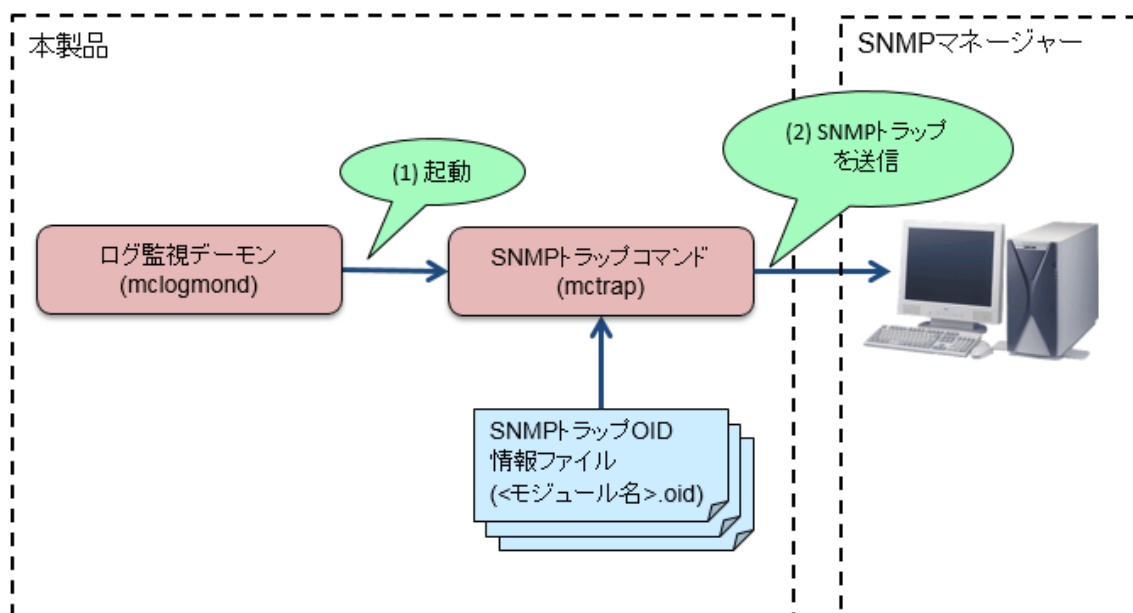 本製品
SNMPマネージャー
(1) 起動
(2) SNMPトラップ
を送信
ログ監視デーモン
(mclogmond)
SNMPトラップコマンド
(mctrap)
SNMPトラップOID
情報ファイル
(<モジュール名>.oid)